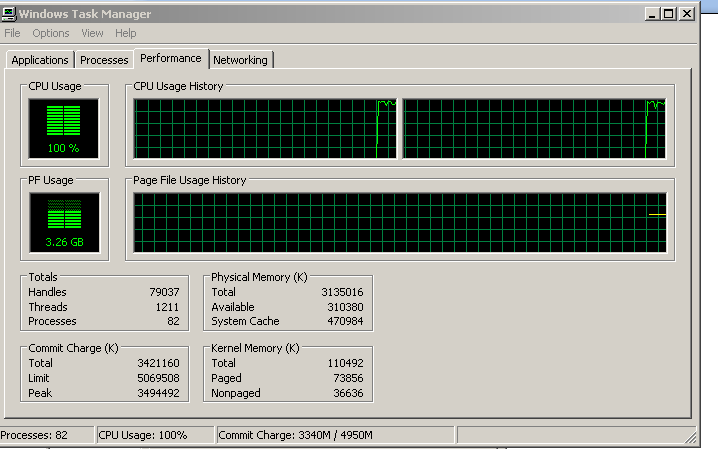 Windows Task Manager
File Options View Help
Applications Processes Performance Networking
CPU Usage
100 %
CPU Usage History
PF Usage
3.26 GB
Page File Usage History
Totals
Handles 79037
Threads 1211
Processes 82
Physical Memory (K)
Total 3135016
Available 310380
System Cache 470984
Commit Charge (K)
Total 3421160
Limit 5069508
Peak 3494492
Kernel Memory (K)
Total 110492
Paged 73856
Nonpaged 36636
Processes: 82 CPU Usage: 100% Commit Charge: 3340M / 4950M